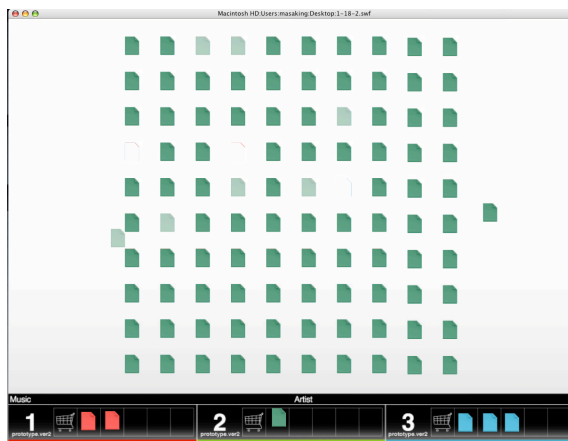 Macintosh HD:Users:masaking:Desktop:1-18-2.swf
Music Artist
1 2 3
prototype.ver2 prototype.ver2 prototype.ver2